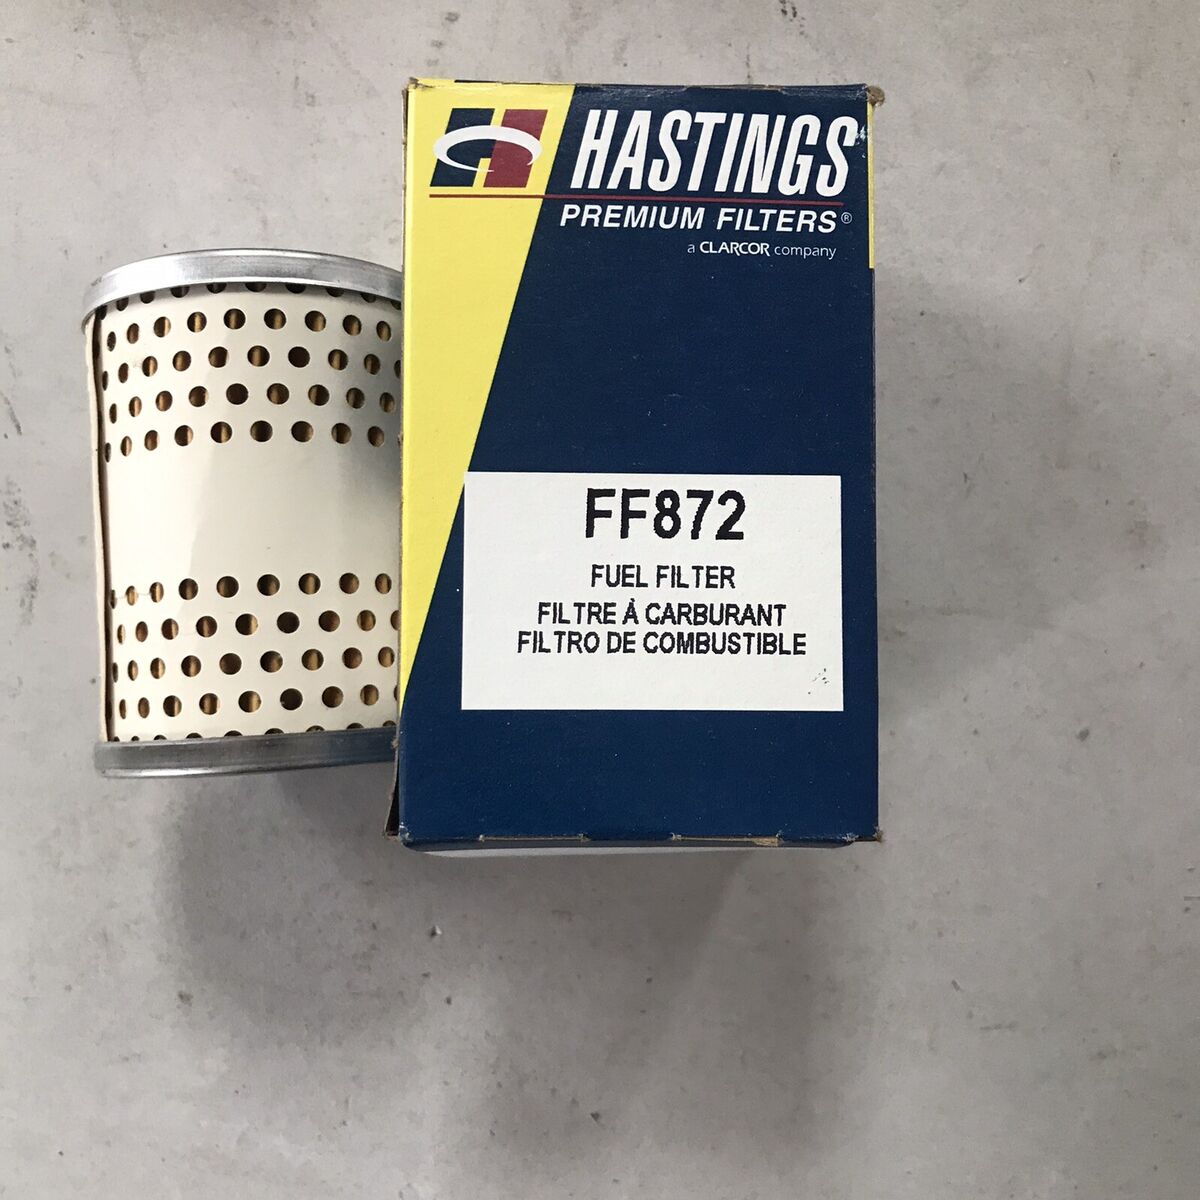 HASTINGS
PREMIUM FILTERS®
a CLARCOR company
FF872
FUEL FILTER
FILTRE À CARBURANT
FILTRO DE COMBUSTIBLE